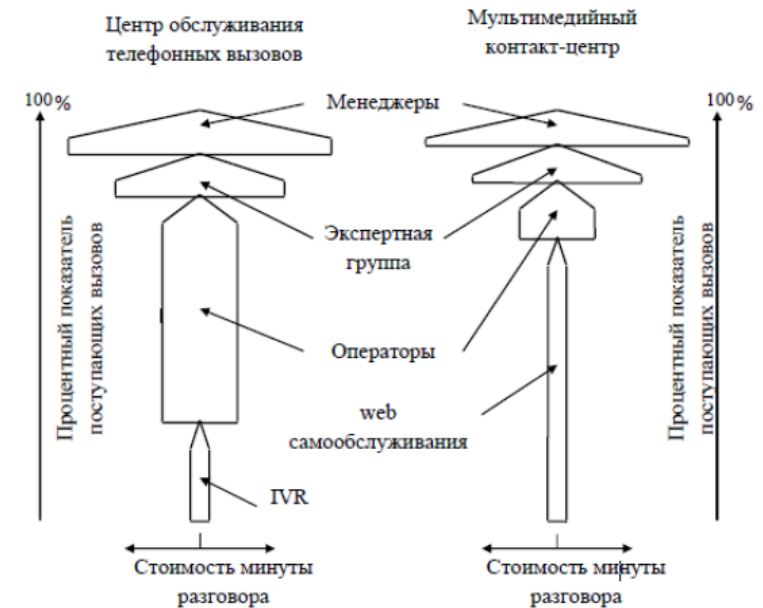 Центр обслуживания
телефонных вызовов
Мультимедийный
контакт-центр
100%
Менеджеры
100%
Процентный показатель
поступающих вызовов
Экспертная
группа
Операторы
web
самообслуживания
IVR
Процентный показатель
поступающих вызовов
Стоимость минуты
разговора
Стоимость минуты
разговора